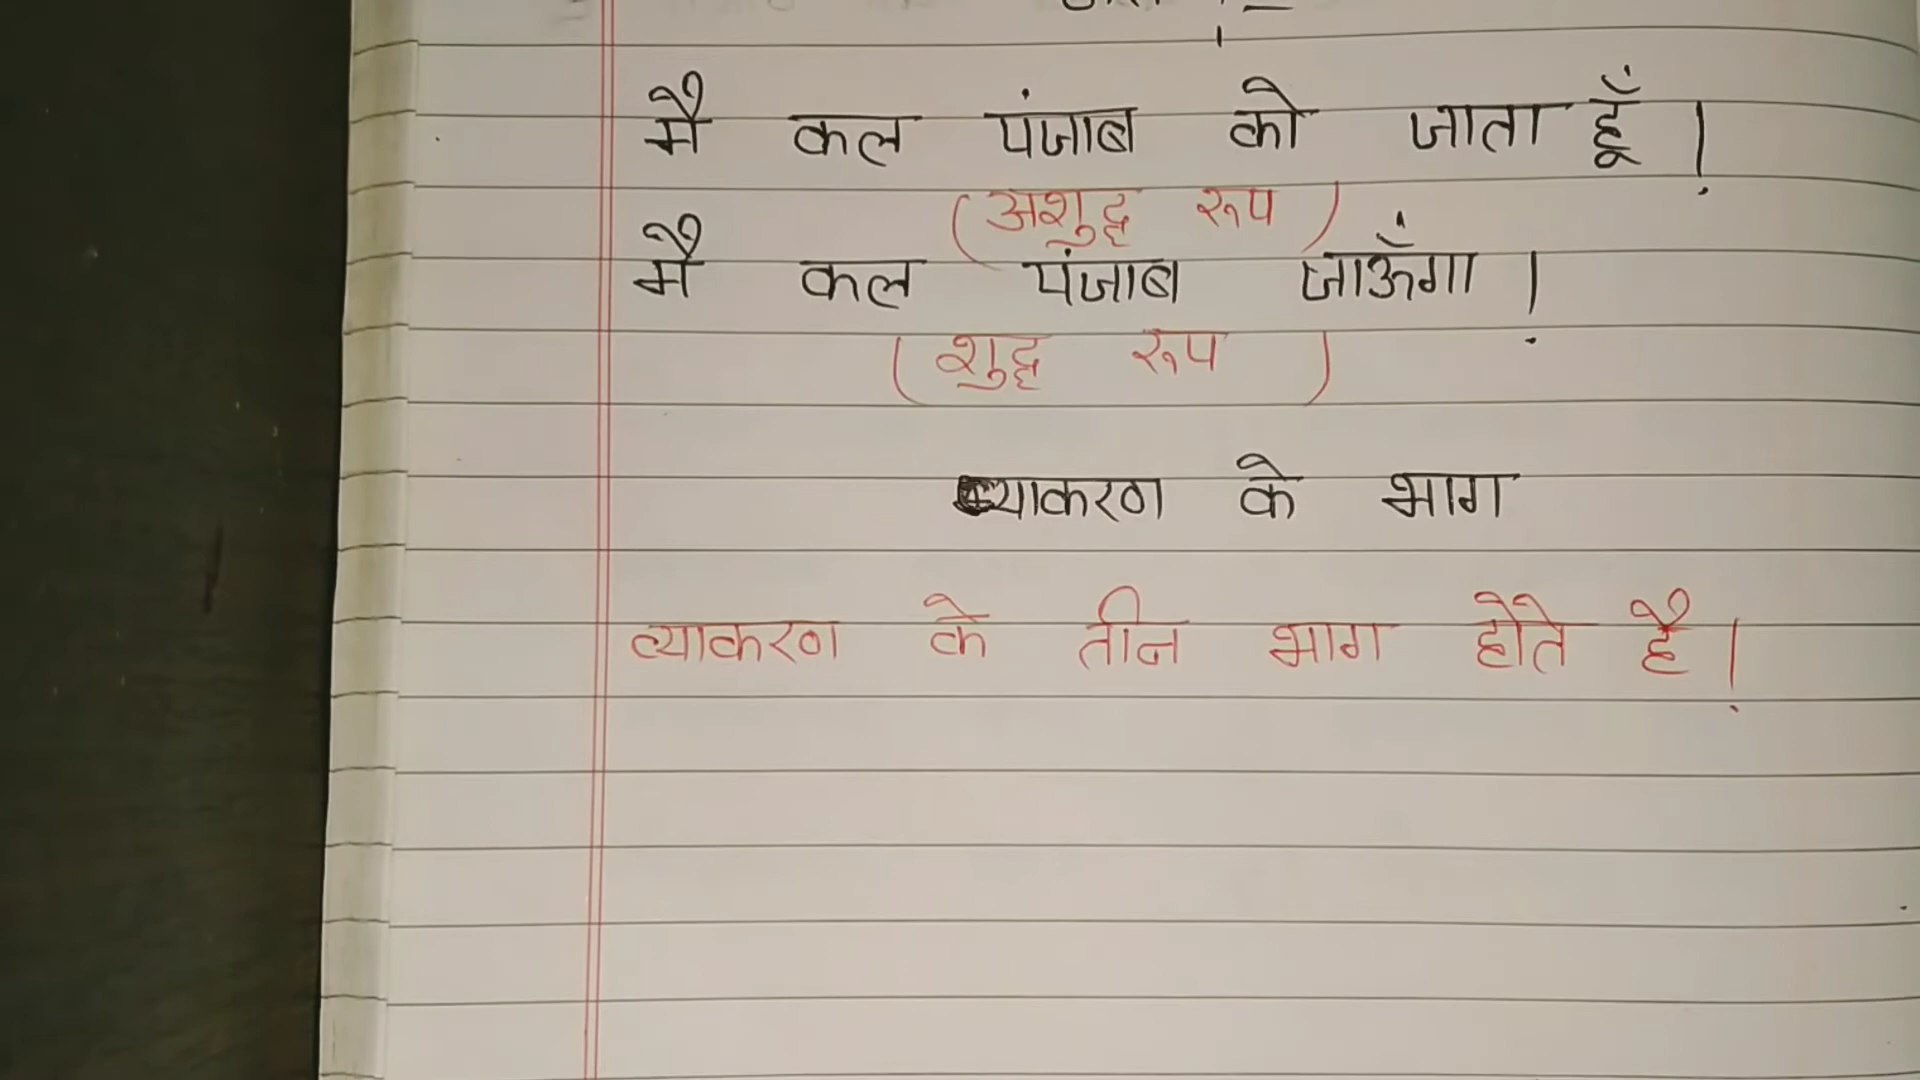 मै कल पंजाब को जाता हूँ |
(अशुद्ध रूप)
मै कल पंजाब जाऊँगा |
(शुद्ध रूप)
व्याकरण के भाग
व्याकरण के तीन भाग होते है |